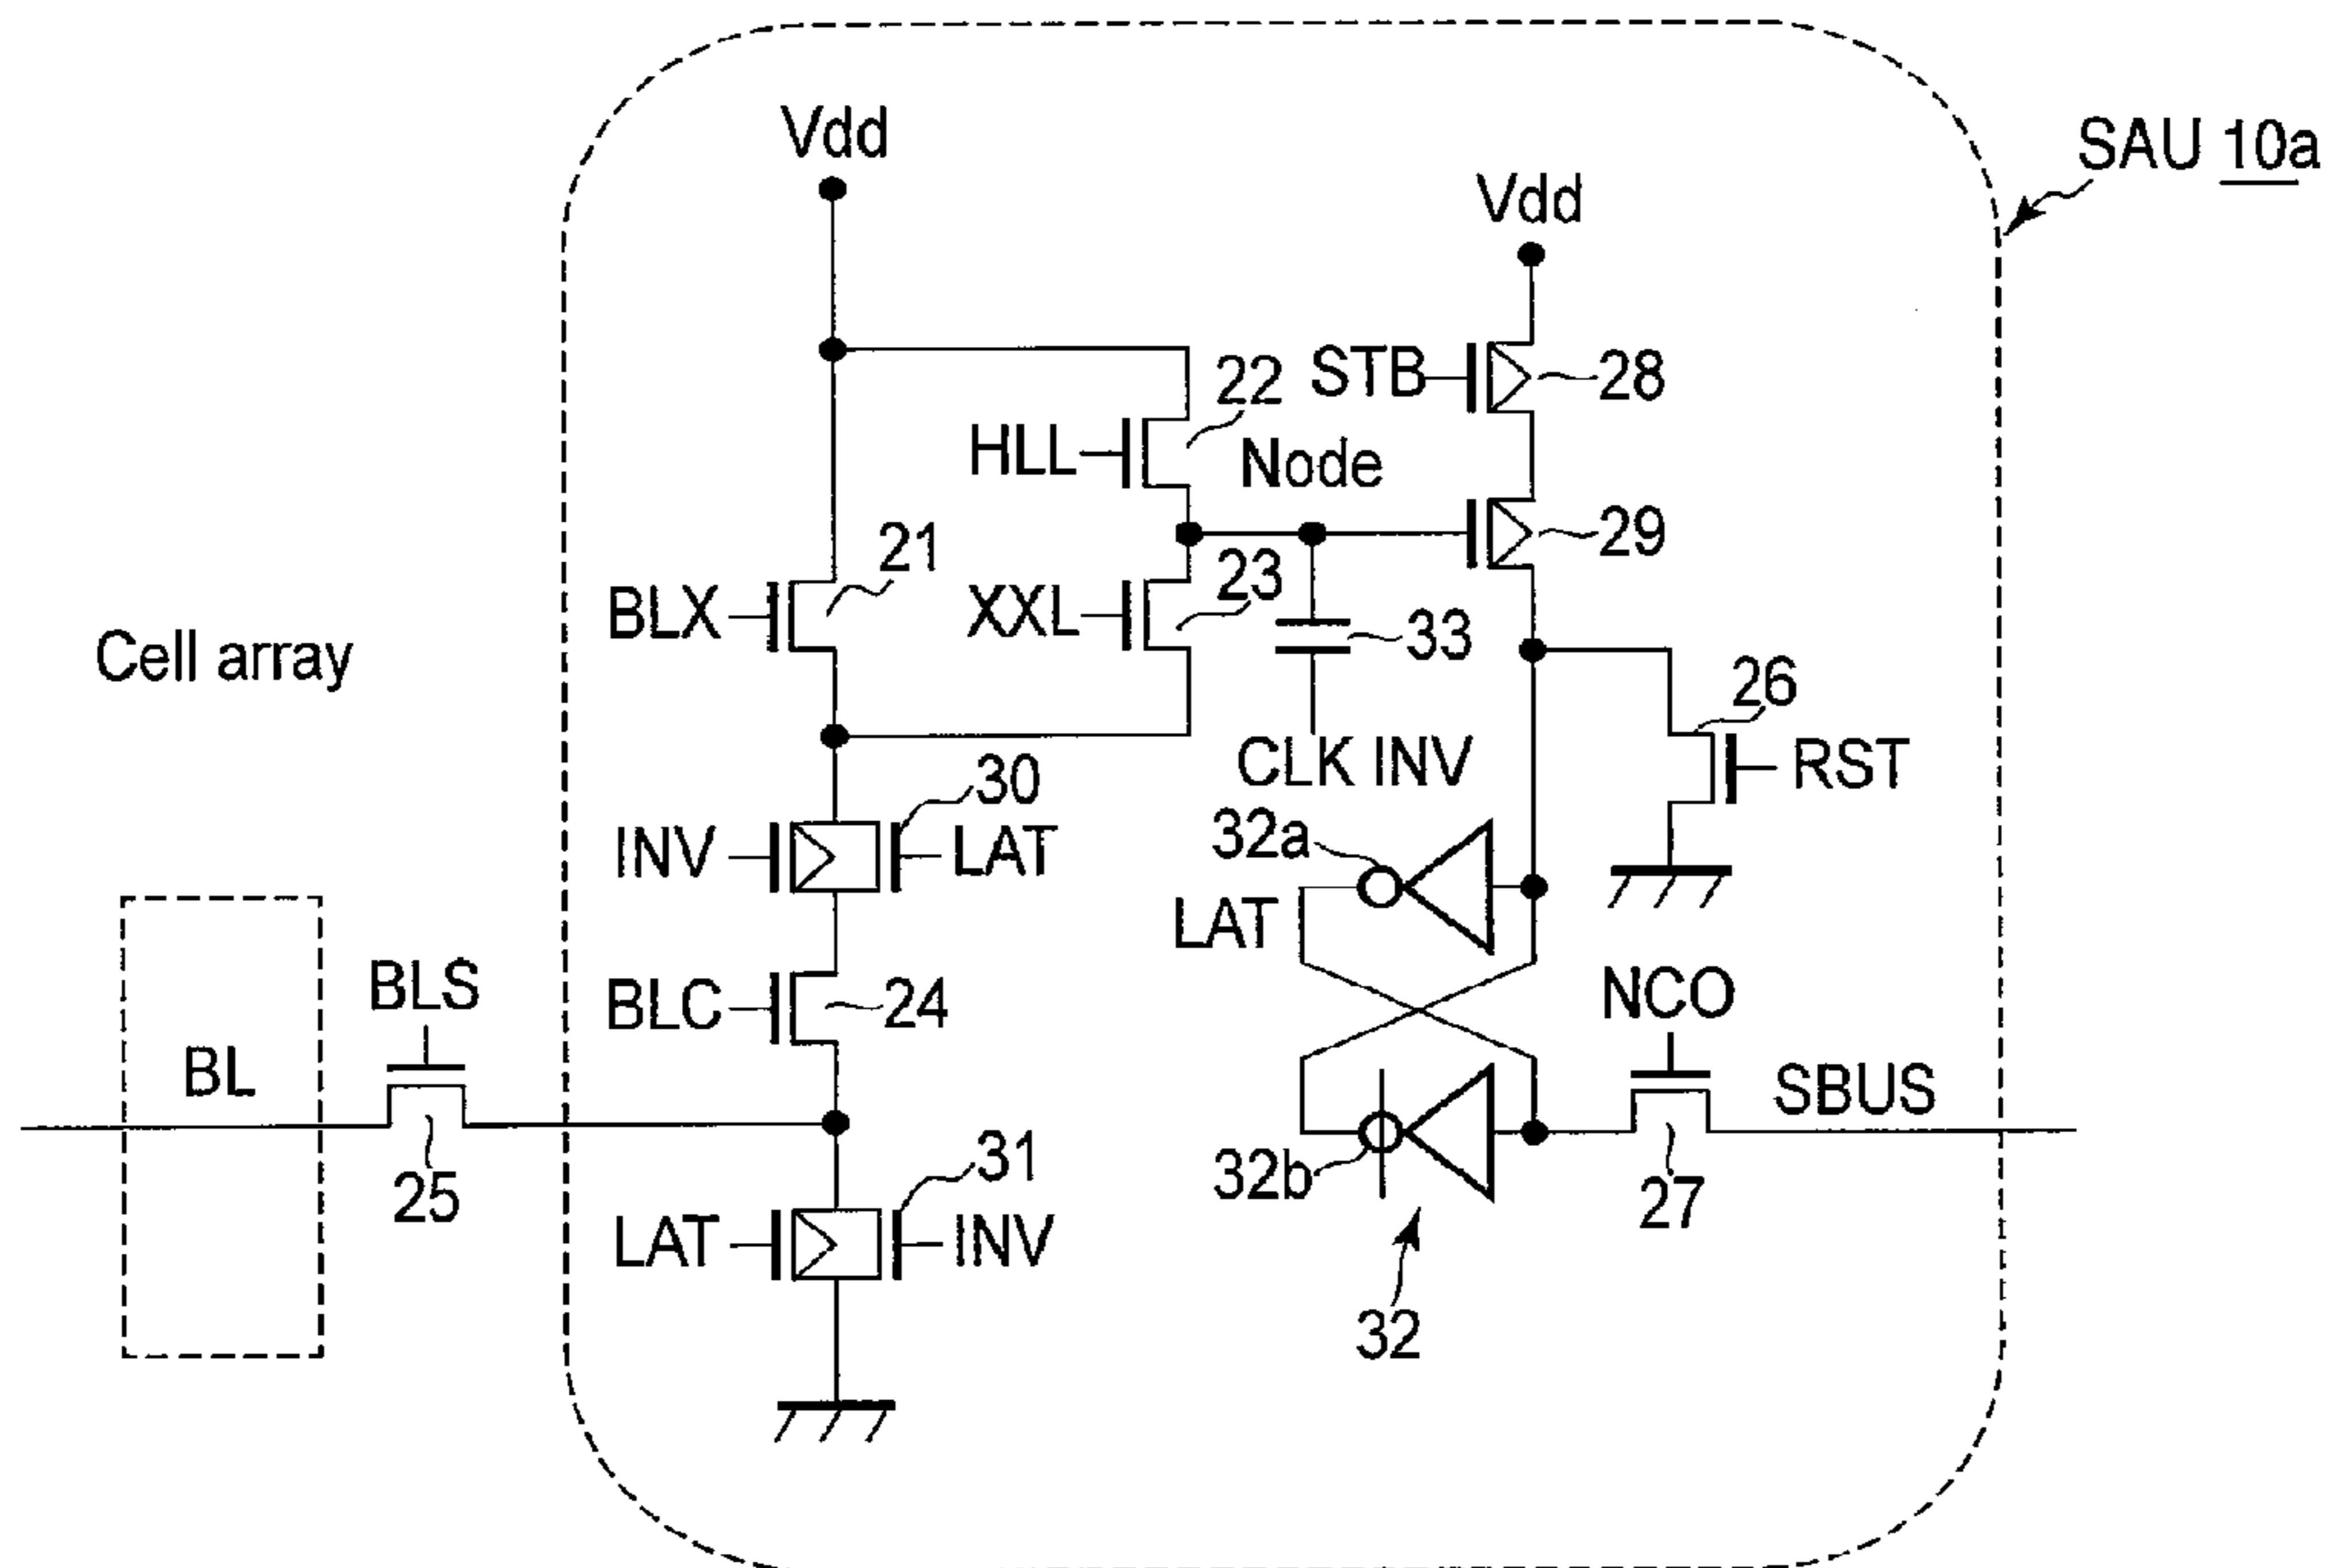 SAU 10a
Vdd
Vdd
22
STB
28
HLL
Node
21
29
BLX
XXL
23
33
Cell array
26
CLK INV
RST
30
INV
LAT
32a
LAT
BLS
BLC
24
NCO
BL
SBUS
25
31
32b
27
LAT
INV
32